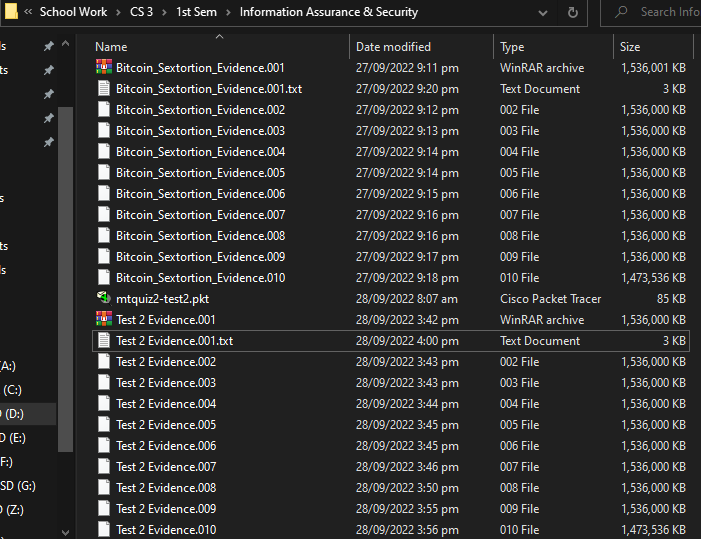 « School Work › CS 3 › 1st Sem › Information Assurance & Security Search Info
Name Date modified Type Size
Bitcoin_Sextortion_Evidence.001 27/09/2022 9:11 pm WinRAR archive 1,536,001 KB
Bitcoin_Sextortion_Evidence.001.txt 27/09/2022 9:20 pm Text Document 3 KB
Bitcoin_Sextortion_Evidence.002 27/09/2022 9:12 pm 002 File 1,536,000 KB
Bitcoin_Sextortion_Evidence.003 27/09/2022 9:13 pm 003 File 1,536,000 KB
Bitcoin_Sextortion_Evidence.004 27/09/2022 9:14 pm 004 File 1,536,000 KB
Bitcoin_Sextortion_Evidence.005 27/09/2022 9:14 pm 005 File 1,536,000 KB
Bitcoin_Sextortion_Evidence.006 27/09/2022 9:15 pm 006 File 1,536,000 KB
Bitcoin_Sextortion_Evidence.007 27/09/2022 9:16 pm 007 File 1,536,000 KB
Bitcoin_Sextortion_Evidence.008 27/09/2022 9:16 pm 008 File 1,536,000 KB
Bitcoin_Sextortion_Evidence.009 27/09/2022 9:17 pm 009 File 1,536,000 KB
Bitcoin_Sextortion_Evidence.010 27/09/2022 9:18 pm 010 File 1,473,536 KB
mtquiz2-test2.pkt 28/09/2022 8:07 am Cisco Packet Tracer 85 KB
Test 2 Evidence.001 28/09/2022 3:42 pm WinRAR archive 1,536,000 KB
Test 2 Evidence.001.txt 28/09/2022 4:00 pm Text Document 3 KB
(A:) Test 2 Evidence.002 28/09/2022 3:43 pm 002 File 1,536,000 KB
(C:) Test 2 Evidence.003 28/09/2022 3:43 pm 003 File 1,536,000 KB
(D:) Test 2 Evidence.004 28/09/2022 3:44 pm 004 File 1,536,000 KB
D (E:) Test 2 Evidence.005 28/09/2022 3:45 pm 005 File 1,536,000 KB
F:) Test 2 Evidence.006 28/09/2022 3:45 pm 006 File 1,536,000 KB
Test 2 Evidence.007 28/09/2022 3:46 pm 007 File 1,536,000 KB
SD (G:) Test 2 Evidence.008 28/09/2022 3:50 pm 008 File 1,536,000 KB
(Z:) Test 2 Evidence.009 28/09/2022 3:55 pm 009 File 1,536,000 KB
Test 2 Evidence.010 28/09/2022 3:56 pm 010 File 1,473,536 KB